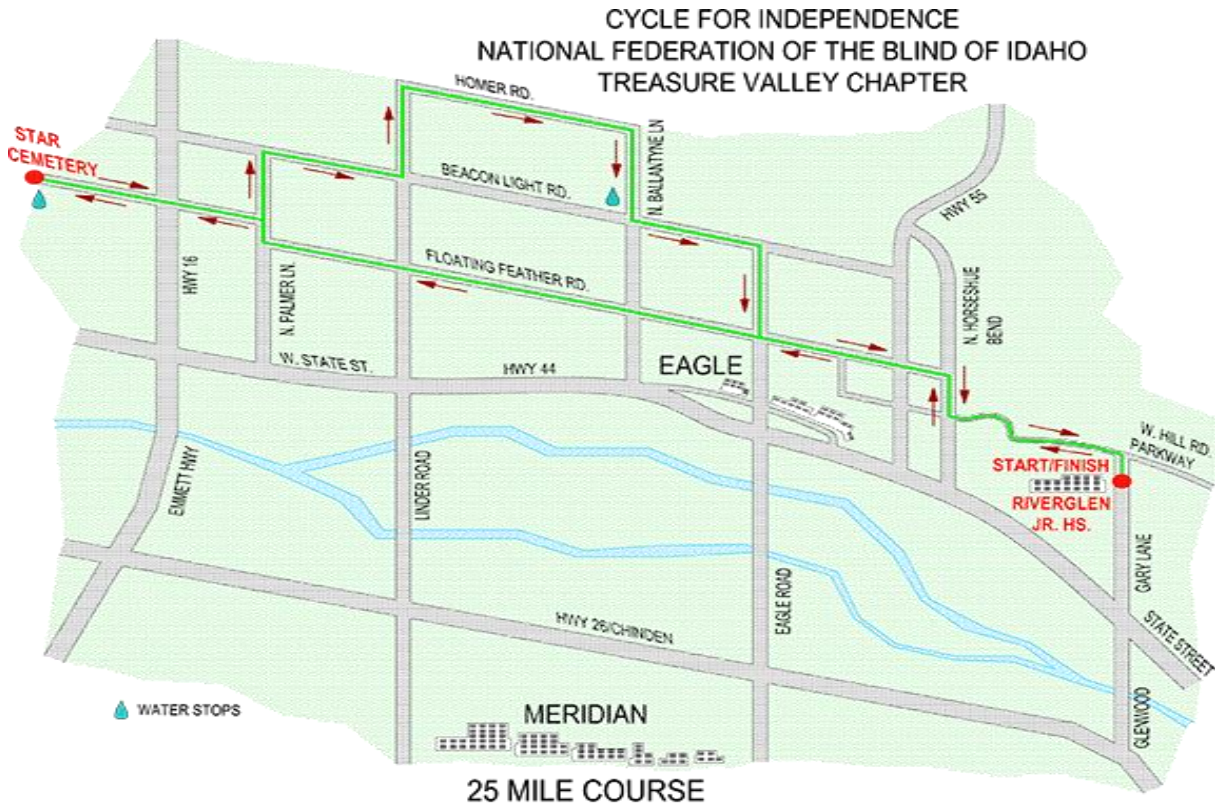 CYCLE FOR INDEPENDENCE
NATIONAL FEDERATION OF THE BLIND OF IDAHO
TREASURE VALLEY CHAPTER
HOMER RD.
STAR
CEMETERY
N. BALLANTYNE LN
BEACON LIGHT RD.
HWY 55
HWY 16
N. PALMER LN.
FLOATING FEATHER RD.
N. HORSESHUE
BEND
W. STATE ST.
HWY 44
EAGLE
W. HILL RD.
PARKWAY
START/FINISH
RIVERGLEN
JR. HS.
EMMETT HWY
LINDER ROAD
GARY LANE
EAGLE ROAD
HWY 26/CHINDEN
STATE STREET
GLENWOOD
WATER STOPS
MERIDIAN
25 MILE COURSE